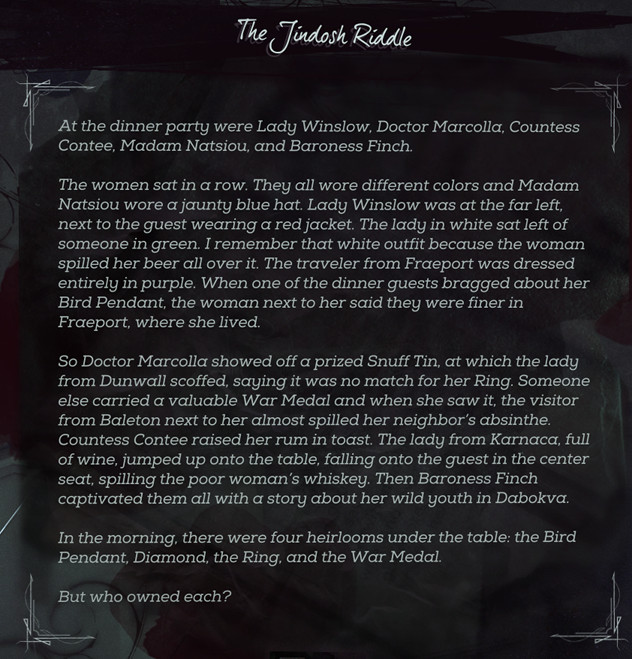 The Jindosh Riddle
At the dinner party were Lady Winslow, Doctor Marcolla, Countess
Contee, Madam Natsiou, and Baroness Finch.
The women sat in a row. They all wore different colors and Madam
Natsiou wore a jaunty blue hat. Lady Winslow was at the far left,
next to the guest wearing a red jacket. The lady in white sat left of
someone in green. I remember that white outfit because the woman
spilled her beer all over it. The traveler from Fraeport was dressed
entirely in purple. When one of the dinner guests bragged about her
Bird Pendant, the woman next to her said they were finer in
Fraeport, where she lived.
So Doctor Marcolla showed off a prized Snuff Tin, at which the lady
from Dunwall scoffed, saying it was no match for her Ring. Someone
else carried a valuable War Medal and when she saw it, the visitor
from Baleton next to her almost spilled her neighbor's absinthe.
Countess Contee raised her rum in toast. The lady from Karnaca, full
of wine, jumped up onto the table, falling onto the guest in the center
seat, spilling the poor woman's whiskey. Then Baroness Finch
captivated them all with a story about her wild youth in Dabokva.
In the morning, there were four heirlooms under the table: the Bird
Pendant, Diamond, the Ring, and the War Medal.
But who owned each?